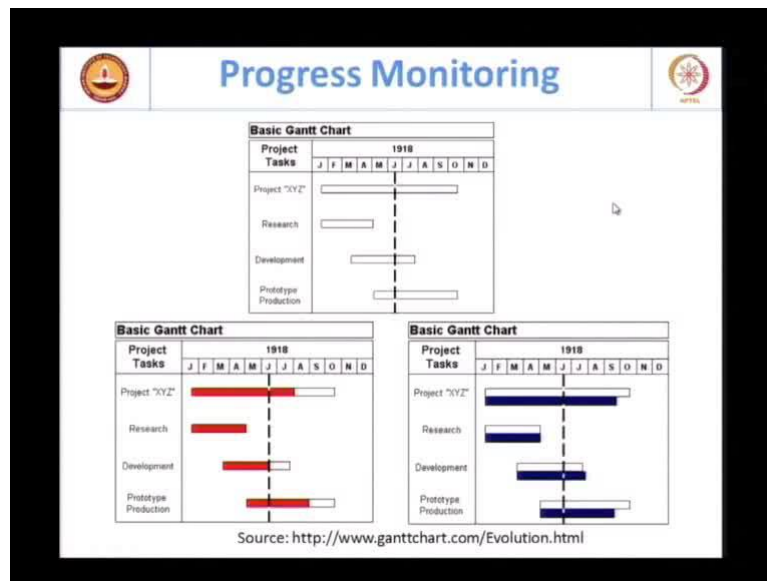 Progress Monitoring
NPTEL
Basic Gantt Chart
Project Tasks
1918
J F M A M J J A S O N D
Project "XYZ"
Research
Development
Prototype
Production
Basic Gantt Chart
Project Tasks
1918
J F M A M J J A S O N D
Project "XYZ"
Research
Development
Prototype
Production
Basic Gantt Chart
Project Tasks
1918
J F M A M J J A S O N D
Project "XYZ"
Research
Development
Prototype
Production
Source: http://www.ganttchart.com/Evolution.html